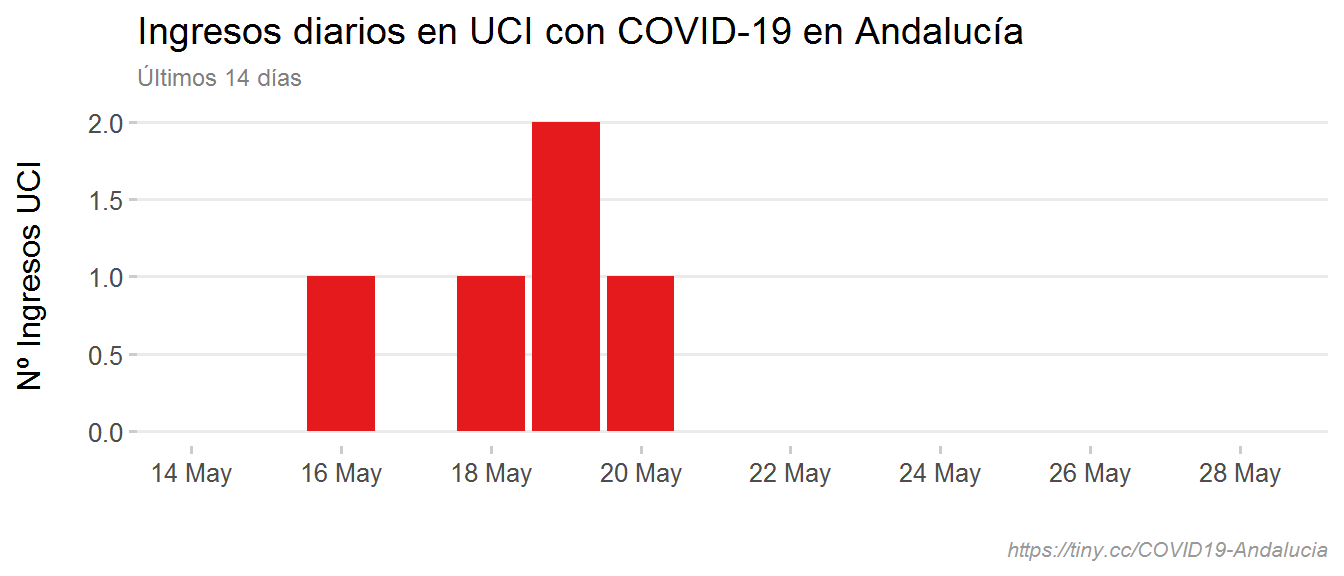 Ingresos diarios en UCI con COVID-19 en Andalucía
Últimos 14 días
Nº Ingresos UCI
2.0
1.5
1.0
0.5
0.0
14 May 16 May 18 May 20 May 22 May 24 May 26 May 28 May
https://tiny.cc/COVID19-Andalucia